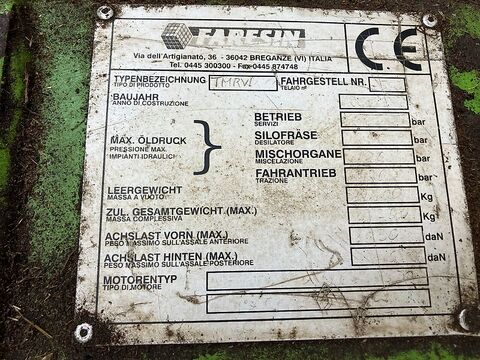 FARESIN
Via dell'Artigianato, 36 - 36042 BREGANZE (VI) ITALIA
Tel. 0445 300300 - Fax 0445 874748
CE
TYPENBEZEICHNUNG TMRVL FAHRGESTELL NR.
TIPO DI PRODOTTO TELAIO n°
BAUJAHR
ANNO DI COSTRUZIONE
BETRIEB bar
SERVIZI
MAX. ÖLDRUCK SILOFRÄSE bar
PRESSIONE MAX. DESILATORE
IMPIANTI IDRAULICI MISCHORGANE bar
MISCELAZIONE
FAHRANTRIEB bar
TRAZIONE
LEERGEWICHT Kg
MASSA A VUOTO
ZUL. GESAMTGEWICHT (MAX.) Kg
MASSA COMPLESSIVA
ACHSLAST VORN (MAX.) daN
PESO MASSIMO SULL'ASSALE ANTERIORE
ACHSLAST HINTEN (MAX.) daN
PESO MASSIMO SULL'ASSALE POSTERIORE
MOTORENTYP
TIPO DI MOTORE